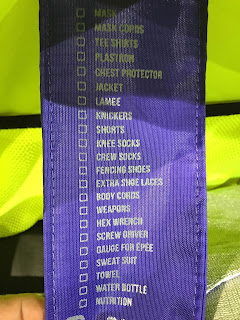 MASK
MASK CORDS
TEE SHIRTS
PLASTRON
CHEST PROTECTOR
JACKET
LAMEE
KNICKERS
SHORTS
KNEE SOCKS
CREW SOCKS
FENCING SHOES
EXTRA SHOE LACES
BODY CORDS
WEAPONS
HEX WRENCH
SCREW DRIVER
GAUGE FOR ÉPÉE
SWEAT SUIT
TOWEL
WATER BOTTLE
NUTRITION